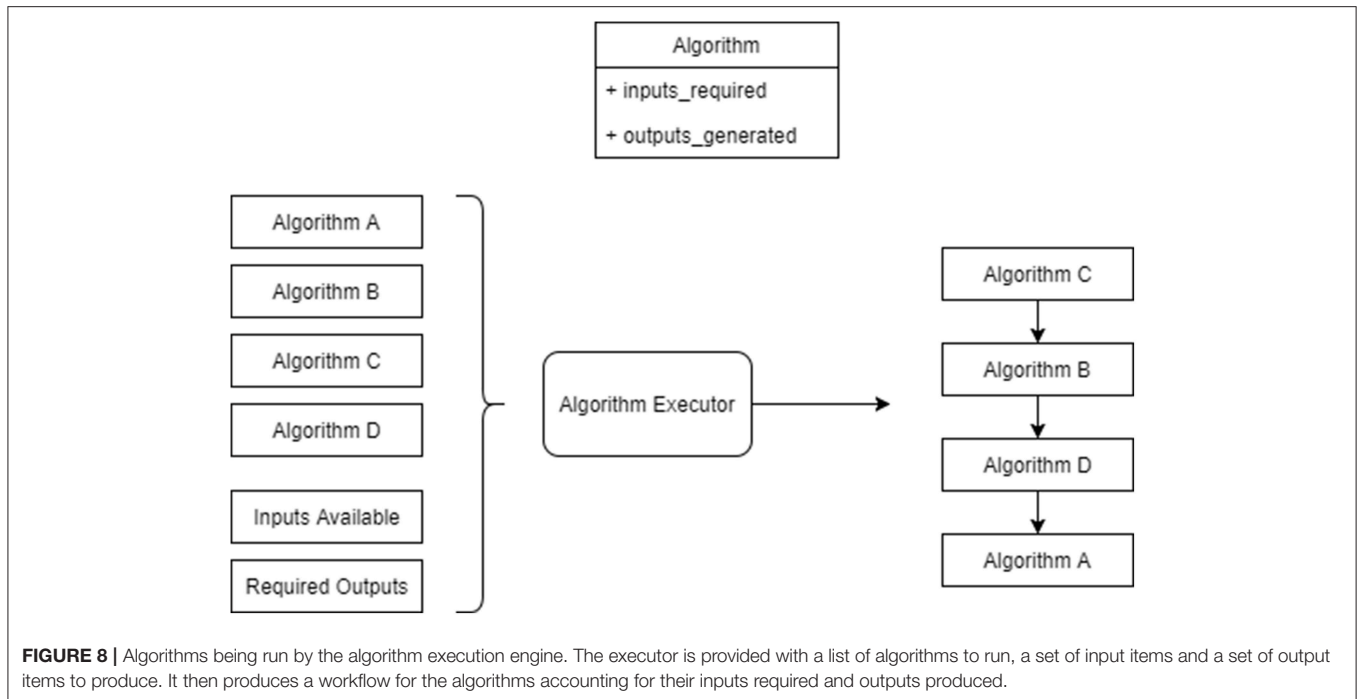 Algorithm
+ inputs_required
+ outputs_generated
Algorithm A
Algorithm B
Algorithm C
Algorithm D
Inputs Available
Required Outputs
Algorithm Executor
Algorithm C
Algorithm B
Algorithm D
Algorithm A
FIGURE 8 | Algorithms being run by the algorithm execution engine. The executor is provided with a list of algorithms to run, a set of input items and a set of output
items to produce. It then produces a workflow for the algorithms accounting for their inputs required and outputs produced.